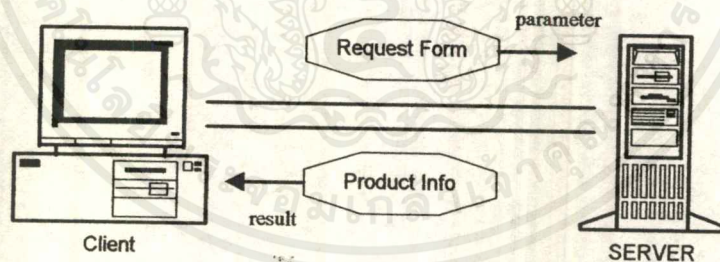 parameter
Request Form
Product Info
result
Client
SERVER